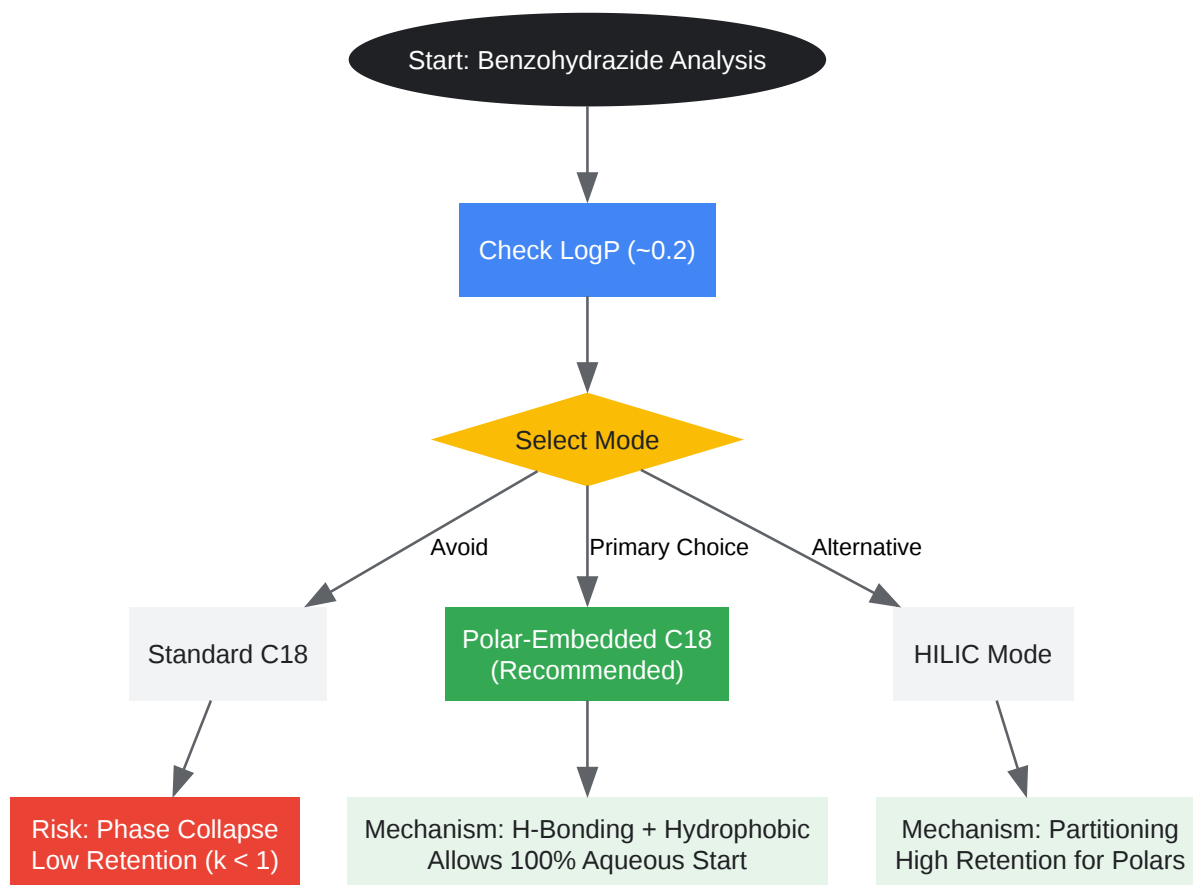 Start: Benzohydrazide Analysis
Check LogP (~0.2)
Select Mode
Avoid
Primary Choice
Alternative
Standard C18
Polar-Embedded C18
(Recommended)
HILIC Mode
Risk: Phase Collapse
Low Retention (k < 1)
Mechanism: H-Bonding + Hydrophobic
Allows 100% Aqueous Start
Mechanism: Partitioning
High Retention for Polars